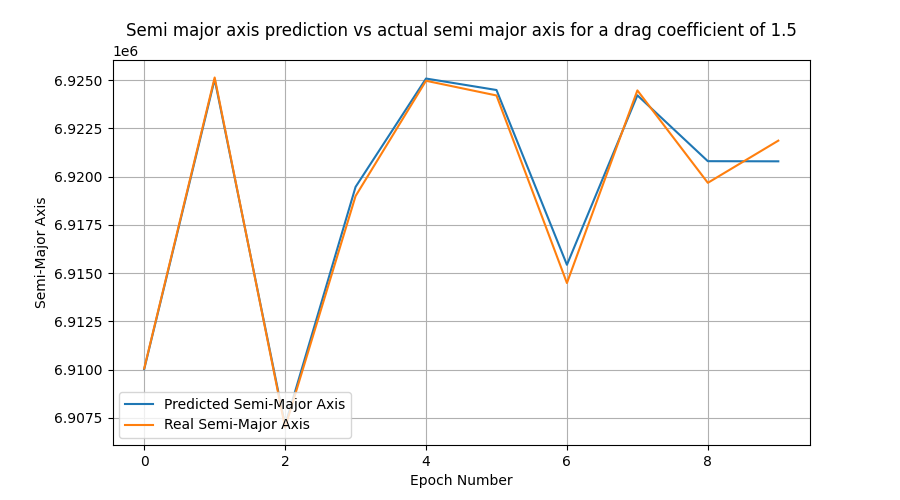 Semi major axis prediction vs actual semi major axis for a drag coefficient of 1.5
1e6
6.9250
6.9225
6.9200
6.9175
6.9150
6.9125
6.9100
6.9075
Semi-Major Axis
Predicted Semi-Major Axis
Real Semi-Major Axis
0 2 4 6 8
Epoch Number